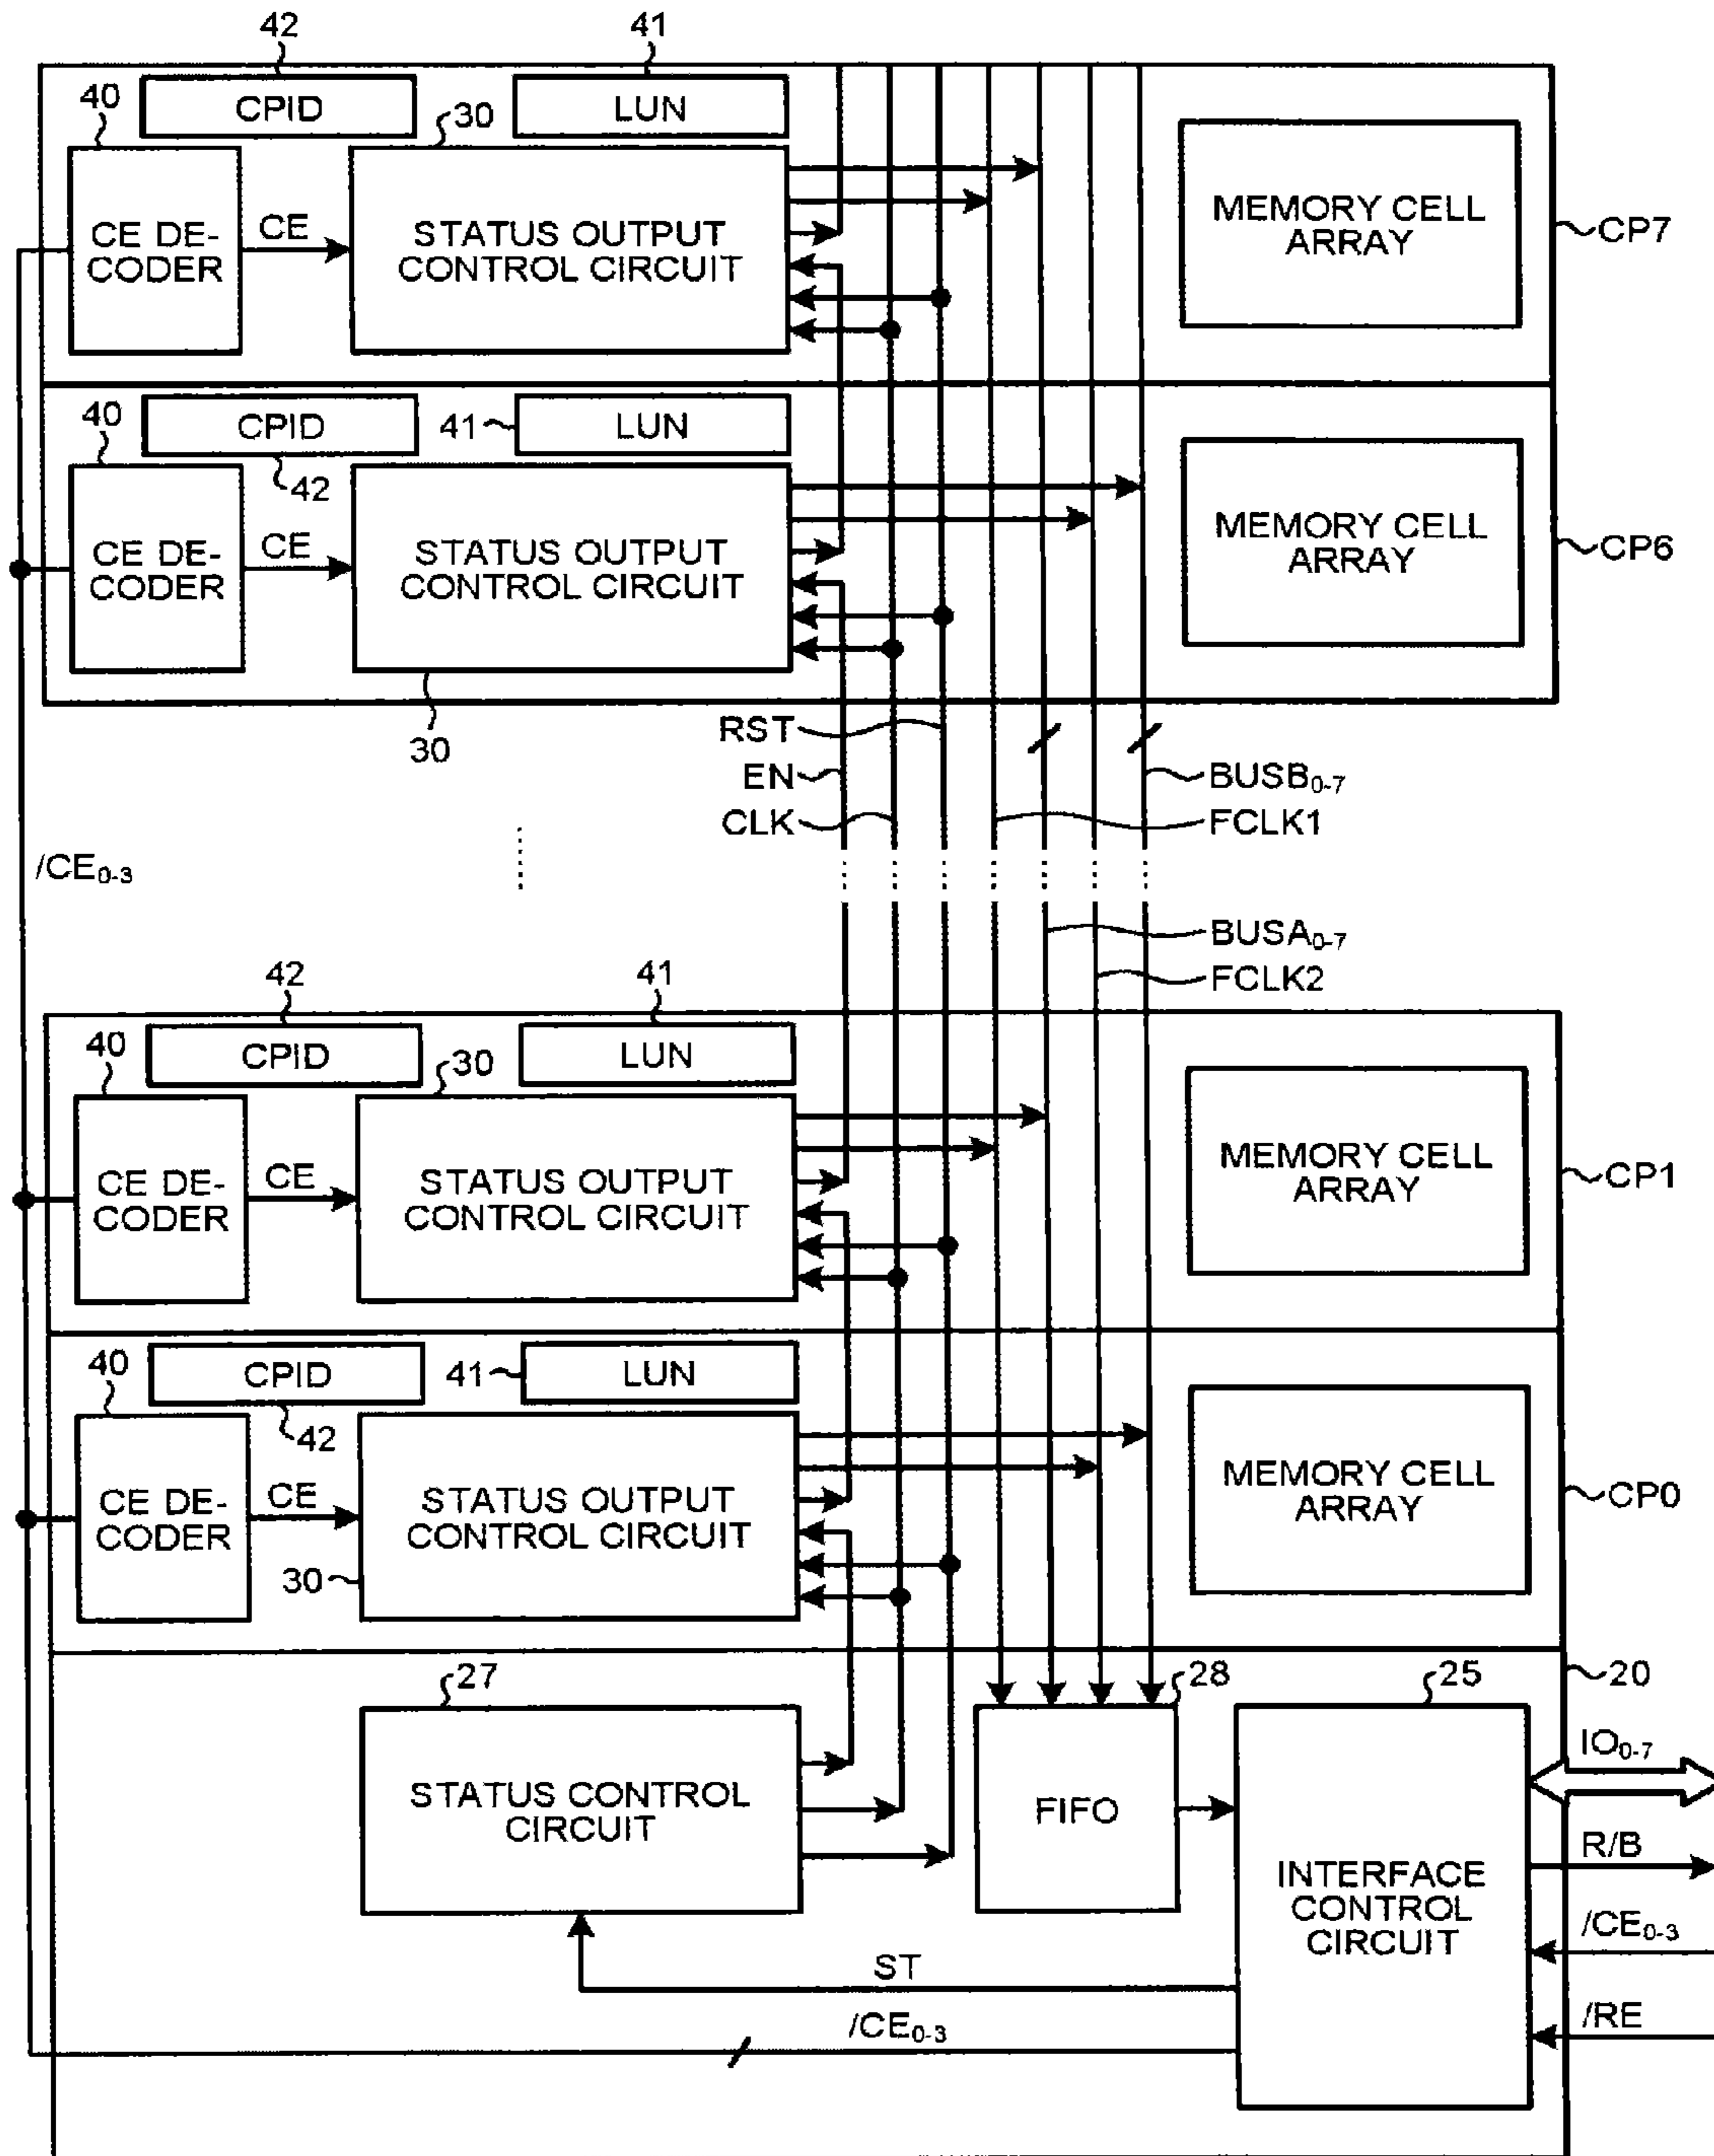 42
41
40
CPID
30
LUN
CE DE-
CODER
CE
STATUS OUTPUT
CONTROL CIRCUIT
MEMORY CELL
ARRAY
CP7
40
CPID
41
LUN
42
CE DE-
CODER
CE
STATUS OUTPUT
CONTROL CIRCUIT
MEMORY CELL
ARRAY
CP6
30
RST
EN
CLK
BUSB0-7
FCLK1
/CE0-3
BUSA0-7
FCLK2
42
41
40
CPID
30
LUN
CE DE-
CODER
CE
STATUS OUTPUT
CONTROL CIRCUIT
MEMORY CELL
ARRAY
CP1
40
CPID
41
LUN
42
CE DE-
CODER
CE
STATUS OUTPUT
CONTROL CIRCUIT
30
MEMORY CELL
ARRAY
CP0
27
28
25
20
STATUS CONTROL
CIRCUIT
FIFO
INTERFACE
CONTROL
CIRCUIT
IO0-7
R/B
/CE0-3
/RE
ST
/CE0-3